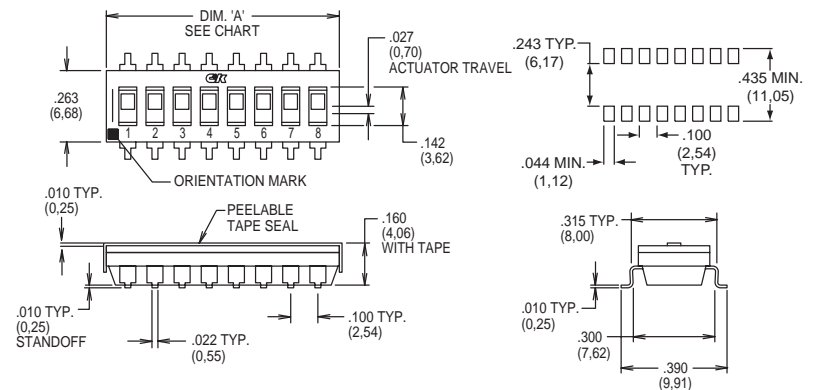 DIM. 'A'
SEE CHART
.027
(0,70)
ACTUATOR TRAVEL
.263
(6,68)
CK
1 2 3 4 5 6 7 8
.142
(3,62)
ORIENTATION MARK
.243 TYP.
(6,17)
.435 MIN.
(11,05)
.100
(2,54)
TYP.
.044 MIN.
(1,12)
.010 TYP.
(0,25)
PEELABLE
TAPE SEAL
.160
(4,06)
WITH TAPE
.010 TYP.
(0,25)
STANDOFF
.022 TYP.
(0,55)
.100 TYP.
(2,54)
.315 TYP.
(8,00)
.010 TYP.
(0,25)
.300
(7,62)
.390
(9,91)